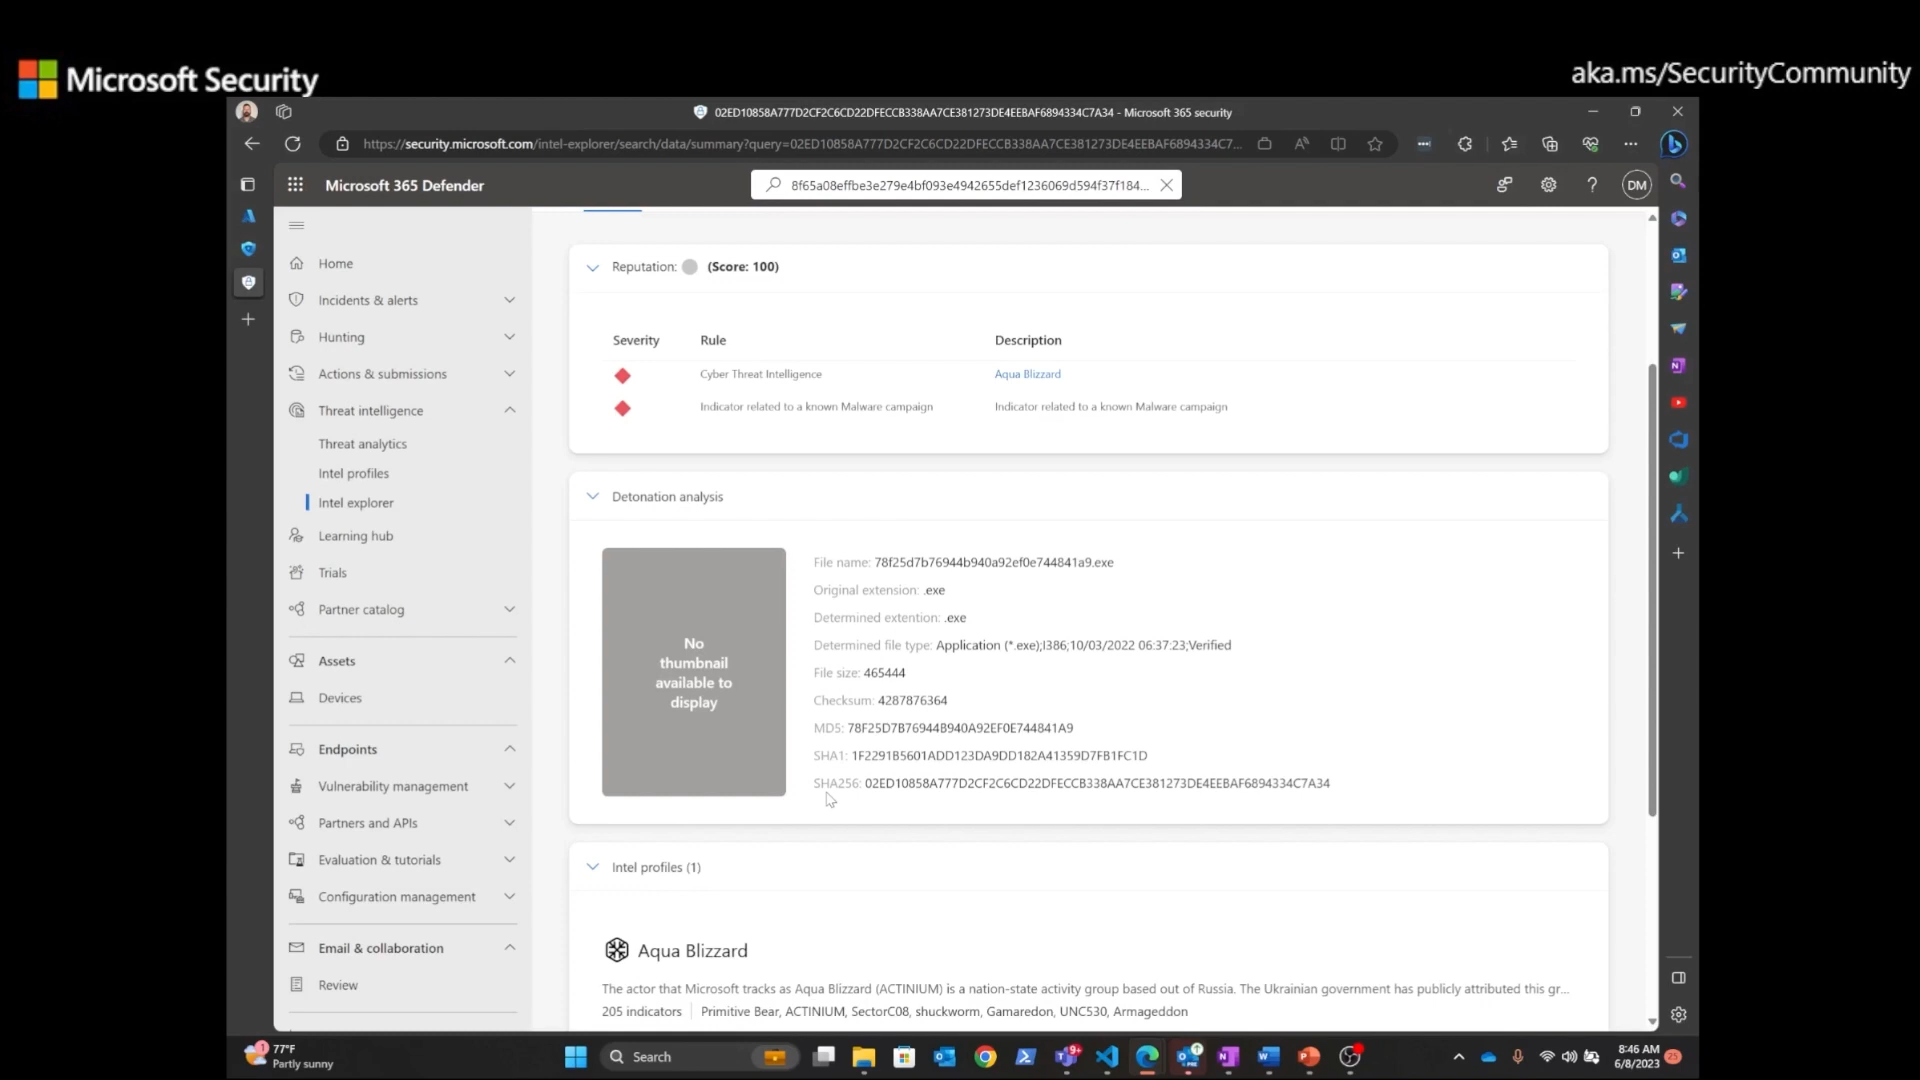 Microsoft Security
aka.ms/SecurityCommunity
02ED10858A777D2CF2C6CD22DFECCB338AA7CE381273DE4EEBAF6894334C7A34 - Microsoft 365 security
https://security.microsoft.com/intel-explorer/search/data/summary?query=02ED10858A777D2CF2C6CD22DFECCB338AA7CE381273DE4EEBAF6894334C7...
Microsoft 365 Defender
8f65a08effbe3e279e4bf093e4942655def1236069d594f37f184...
DM
Home
Incidents & alerts
Hunting
Actions & submissions
Threat intelligence
Threat analytics
Intel profiles
Intel explorer
Learning hub
Trials
Partner catalog
Assets
Devices
Endpoints
Vulnerability management
Partners and APIs
Evaluation & tutorials
Configuration management
Email & collaboration
Review
Reputation: (Score: 100)
Severity Rule Description
Cyber Threat Intelligence Aqua Blizzard
Indicator related to a known Malware campaign Indicator related to a known Malware campaign
Detonation analysis
No
thumbnail
available to
display
File name: 78f25d7b76944b940a92ef0e744841a9.exe
Original extension: .exe
Determined extention: .exe
Determined file type: Application (*.exe);I386;10/03/2022 06:37:23;Verified
File size: 465444
Checksum: 4287876364
MD5: 78F25D7B76944B940A92EF0E744841A9
SHA1: 1F2291B5601ADD123DA9DD182A41359D7FB1FC1D
SHA256: 02ED10858A777D2CF2C6CD22DFECCB338AA7CE381273DE4EEBAF6894334C7A34
Intel profiles (1)
Aqua Blizzard
The actor that Microsoft tracks as Aqua Blizzard (ACTINIUM) is a nation-state activity group based out of Russia. The Ukrainian government has publicly attributed this gr...
205 indicators Primitive Bear, ACTINIUM, SectorC08, shuckworm, Gamaredon, UNC530, Armageddon
1
77°F
Partly sunny
Search
9+
8:46 AM
6/8/2023
25